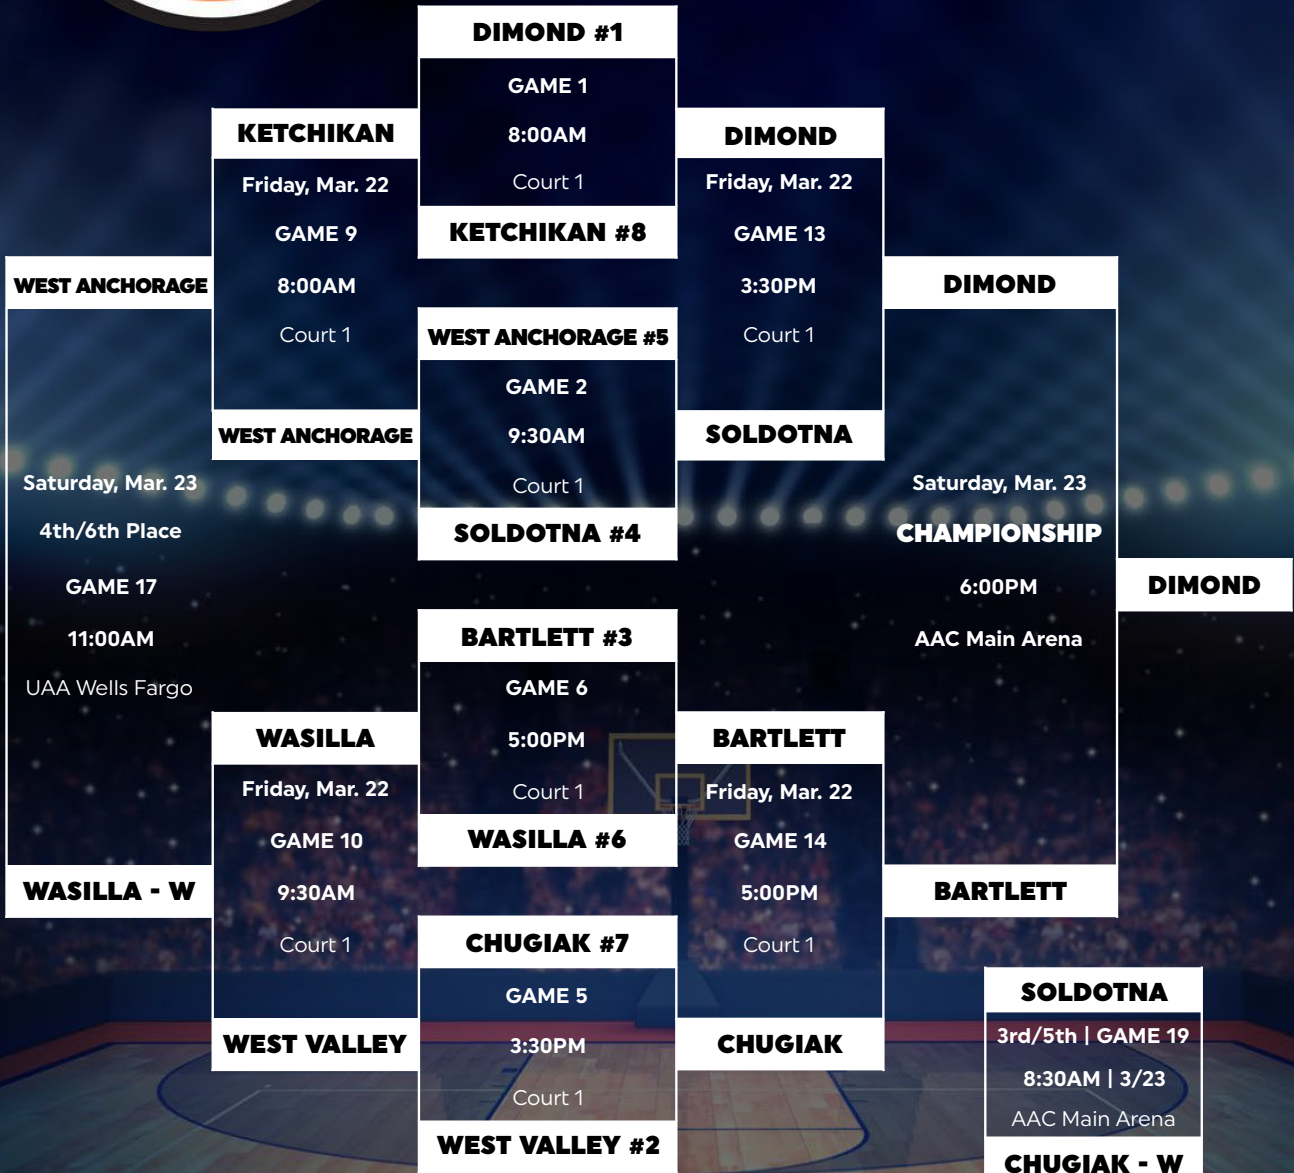 DIMOND #1
GAME 1
8:00AM
Court 1
KETCHIKAN #8
KETCHIKAN
Friday, Mar. 22
GAME 9
8:00AM
Court 1
WEST ANCHORAGE
DIMOND
Friday, Mar. 22
GAME 13
3:30PM
Court 1
SOLDOTNA
WEST ANCHORAGE
Saturday, Mar. 23
4th/6th Place
GAME 17
11:00AM
UAA Wells Fargo
WASILLA - W
WEST ANCHORAGE #5
GAME 2
9:30AM
Court 1
SOLDOTNA #4
DIMOND
Saturday, Mar. 23
CHAMPIONSHIP
6:00PM
AAC Main Arena
BARTLETT
DIMOND
BARTLETT #3
GAME 6
5:00PM
Court 1
WASILLA #6
WASILLA
Friday, Mar. 22
GAME 10
9:30AM
Court 1
WEST VALLEY
BARTLETT
Friday, Mar. 22
GAME 14
5:00PM
Court 1
CHUGIAK
CHUGIAK #7
GAME 5
3:30PM
Court 1
WEST VALLEY #2
SOLDOTNA
3rd/5th | GAME 19
8:30AM | 3/23
AAC Main Arena
CHUGIAK - W